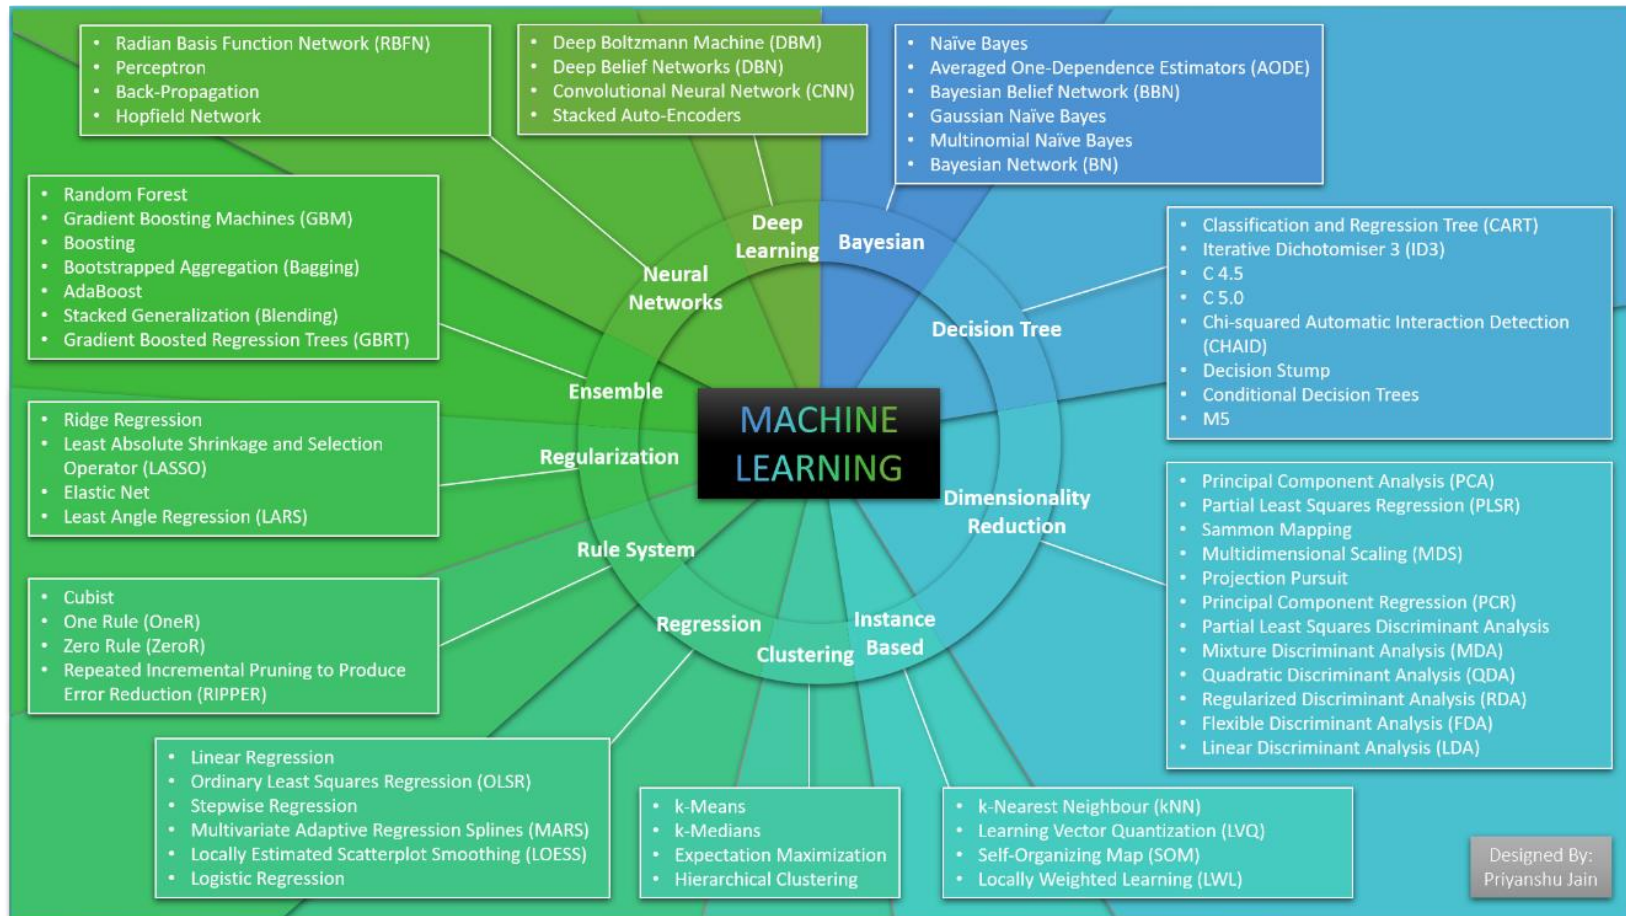 • Radian Basis Function Network (RBFN)
• Perceptron
• Back-Propagation
• Hopfield Network
• Deep Boltzmann Machine (DBM)
• Deep Belief Networks (DBN)
• Convolutional Neural Network (CNN)
• Stacked Auto-Encoders
• Naïve Bayes
• Averaged One-Dependence Estimators (AODE)
• Bayesian Belief Network (BBN)
• Gaussian Naïve Bayes
• Multinomial Naïve Bayes
• Bayesian Network (BN)
• Random Forest
• Gradient Boosting Machines (GBM)
• Boosting
• Bootstrapped Aggregation (Bagging)
• AdaBoost
• Stacked Generalization (Blending)
• Gradient Boosted Regression Trees (GBRT)
Deep
Learning
Bayesian
Neural
Networks
Decision Tree
• Classification and Regression Tree (CART)
• Iterative Dichotomiser 3 (ID3)
• C 4.5
• C 5.0
• Chi-squared Automatic Interaction Detection
(CHAID)
• Decision Stump
• Conditional Decision Trees
• M5
Ensemble
MACHINE
LEARNING
• Ridge Regression
• Least Absolute Shrinkage and Selection
Operator (LASSO)
• Elastic Net
• Least Angle Regression (LARS)
Regularization
Dimensionality
Reduction
• Principal Component Analysis (PCA)
• Partial Least Squares Regression (PLSR)
• Sammon Mapping
• Multidimensional Scaling (MDS)
• Projection Pursuit
• Principal Component Regression (PCR)
• Partial Least Squares Discriminant Analysis
• Mixture Discriminant Analysis (MDA)
• Quadratic Discriminant Analysis (QDA)
• Regularized Discriminant Analysis (RDA)
• Flexible Discriminant Analysis (FDA)
• Linear Discriminant Analysis (LDA)
Rule System
• Cubist
• One Rule (OneR)
• Zero Rule (ZeroR)
• Repeated Incremental Pruning to Produce
Error Reduction (RIPPER)
Regression
Clustering
Instance
Based
• Linear Regression
• Ordinary Least Squares Regression (OLSR)
• Stepwise Regression
• Multivariate Adaptive Regression Splines (MARS)
• Locally Estimated Scatterplot Smoothing (LOESS)
• Logistic Regression
• k-Means
• k-Medians
• Expectation Maximization
• Hierarchical Clustering
• k-Nearest Neighbour (kNN)
• Learning Vector Quantization (LVQ)
• Self-Organizing Map (SOM)
• Locally Weighted Learning (LWL)
Designed By:
Priyanshu Jain